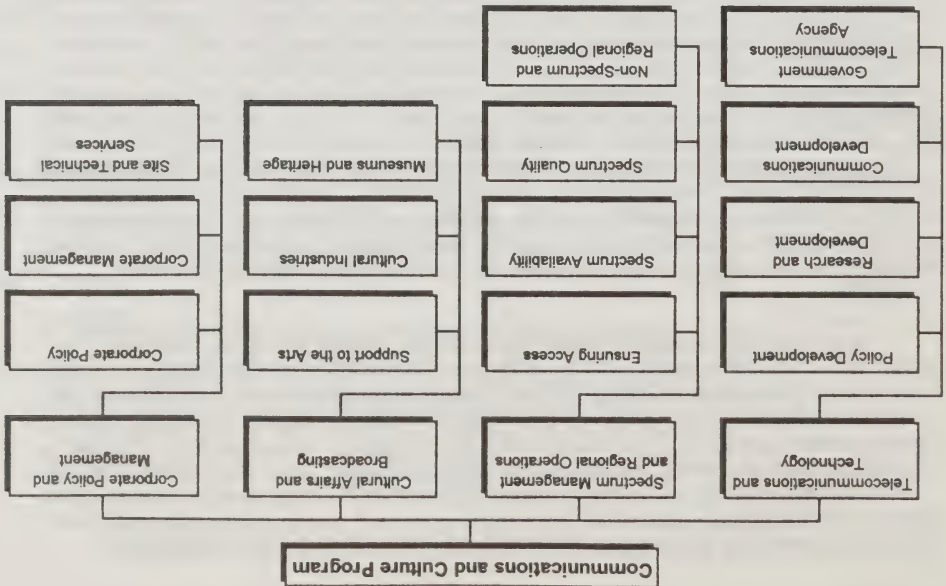 Communications and Culture Program
Telecommunications and
Technology
Policy Development
Research and
Development
Communications
Development
Government
Telecommunications
Agency
Spectrum Management
and Regional Operations
Ensuring Access
Spectrum Availability
Spectrum Quality
Non-Spectrum and
Regional Operations
Cultural Affairs and
Broadcasting
Support to the Arts
Cultural Industries
Museums and Heritage
Corporate Policy and
Management
Corporate Policy
Corporate Management
Site and Technical
Services